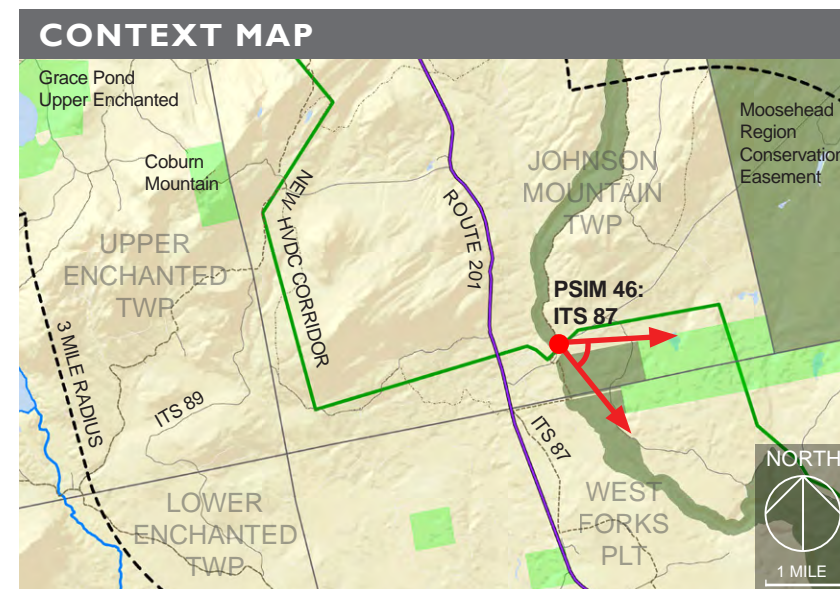 CONTEXT MAP
Grace Pond
Upper Enchanted
Coburn
Mountain
Moosehead
Region
Conservation
Easement
JOHNSON
MOUNTAIN
TWP
NEW HVDC CORRIDOR
ROUTE 201
UPPER
ENCHANTED
TWP
PSIM 46:
ITS 87
3 MILE RADIUS
ITS 89
ITS 87
LOWER
ENCHANTED
TWP
WEST
FORKS
PLT
NORTH
1 MILE